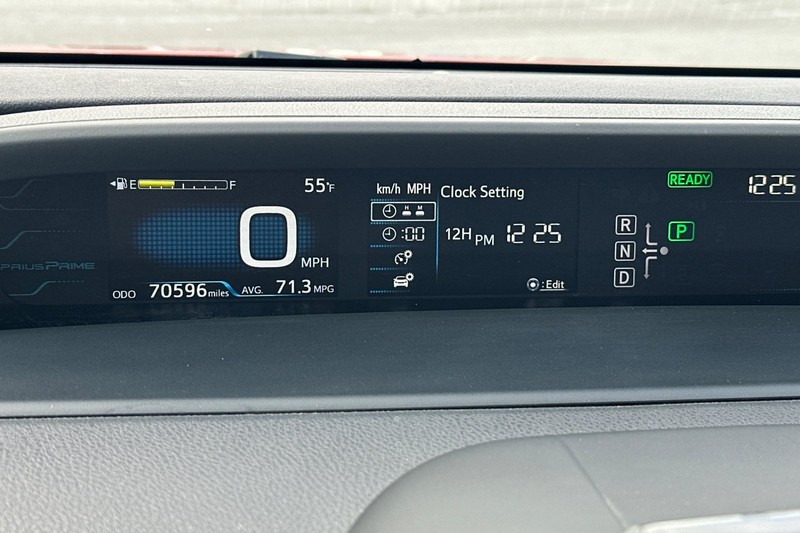 E F 55°F
0 MPH
PRIUS PRIME
ODO 70596 miles AVG. 71.3 MPG
km/h MPH Clock Setting
H M
:00
12H PM 12 25
: Edit
READY 12 25
R
N
D
P